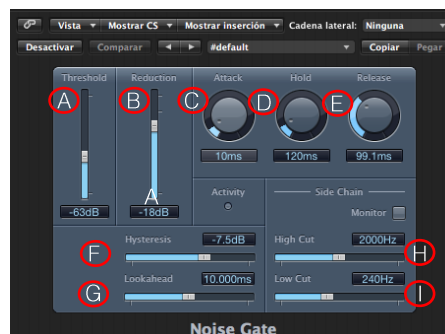 Vista Mostrar CS Mostrar inserción Cadena lateral: Ninguna
Desactivar Comparar #default Copiar Pegar
Threshold Reduction Attack Hold Release
A B C D E
10ms 120ms 99.1ms
A
-63dB -18dB
Activity Side Chain
Monitor
F Hysteresis -7.5dB High Cut 2000Hz H
G Lookahead 10.000ms Low Cut 240Hz I
Noise Gate